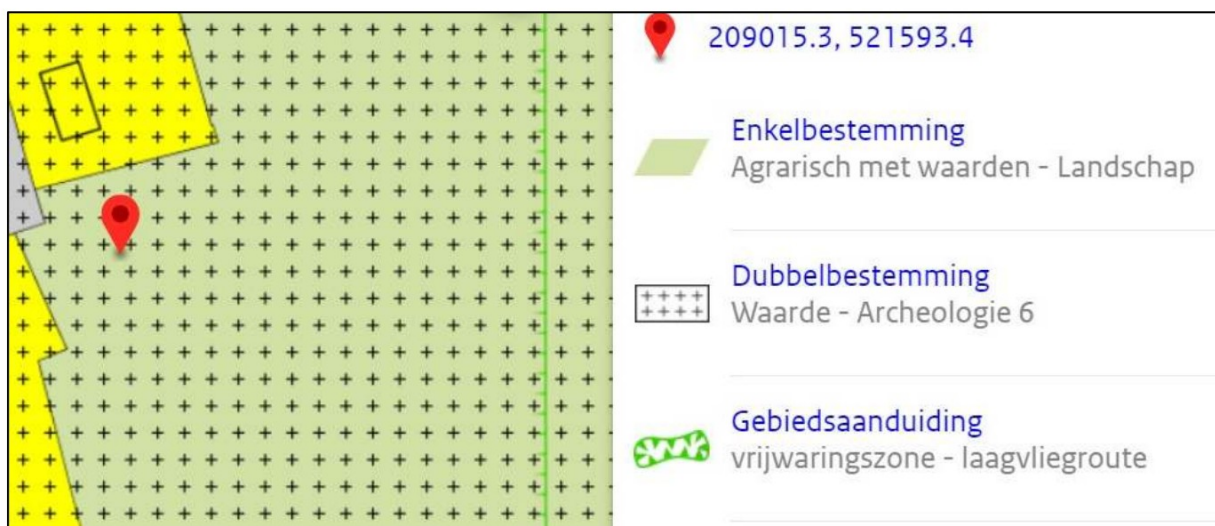 209015.3, 521593.4
Enkelbestemming
Agrarisch met waarden - Landschap
Dubbelbestemming
Waarde - Archeologie 6
Gebiedsaanduiding
vrijwaringszone - laagvliegroute